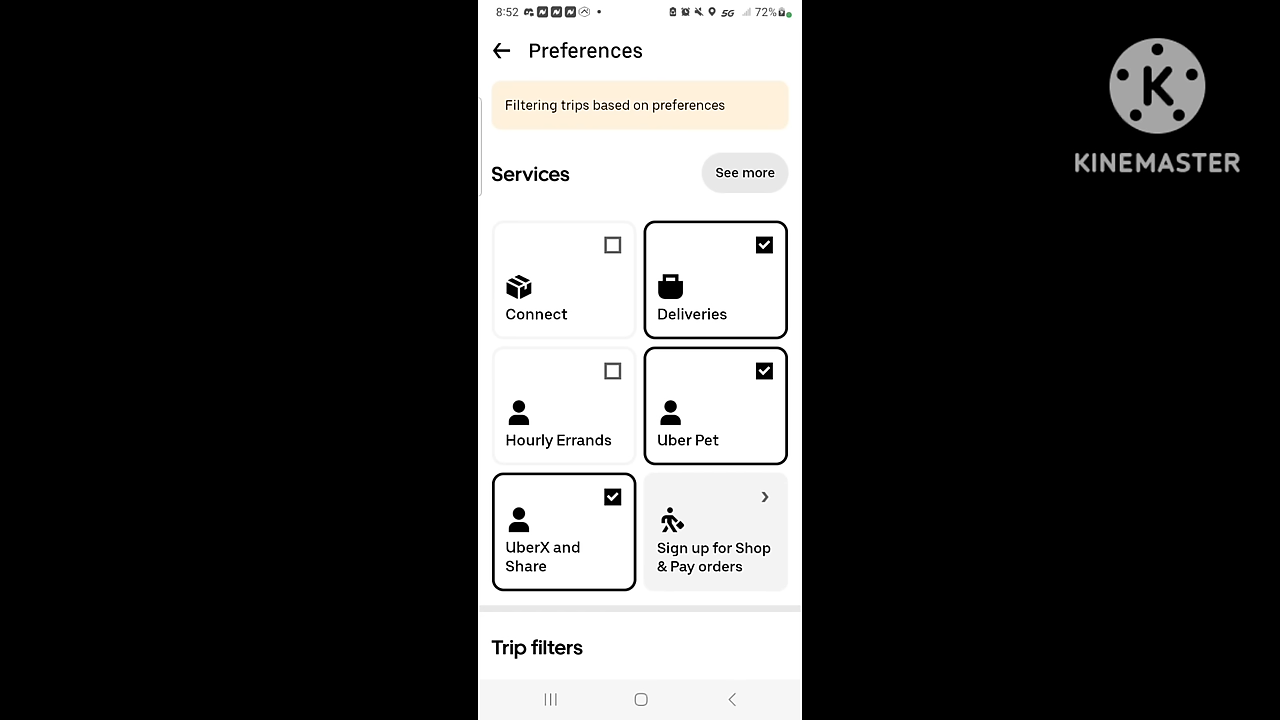 8:52
5G
72%
Preferences
Filtering trips based on preferences
Services
See more
Connect
Deliveries
Hourly Errands
Uber Pet
UberX and
Share
Sign up for Shop
& Pay orders
Trip filters
K
KINEMASTER